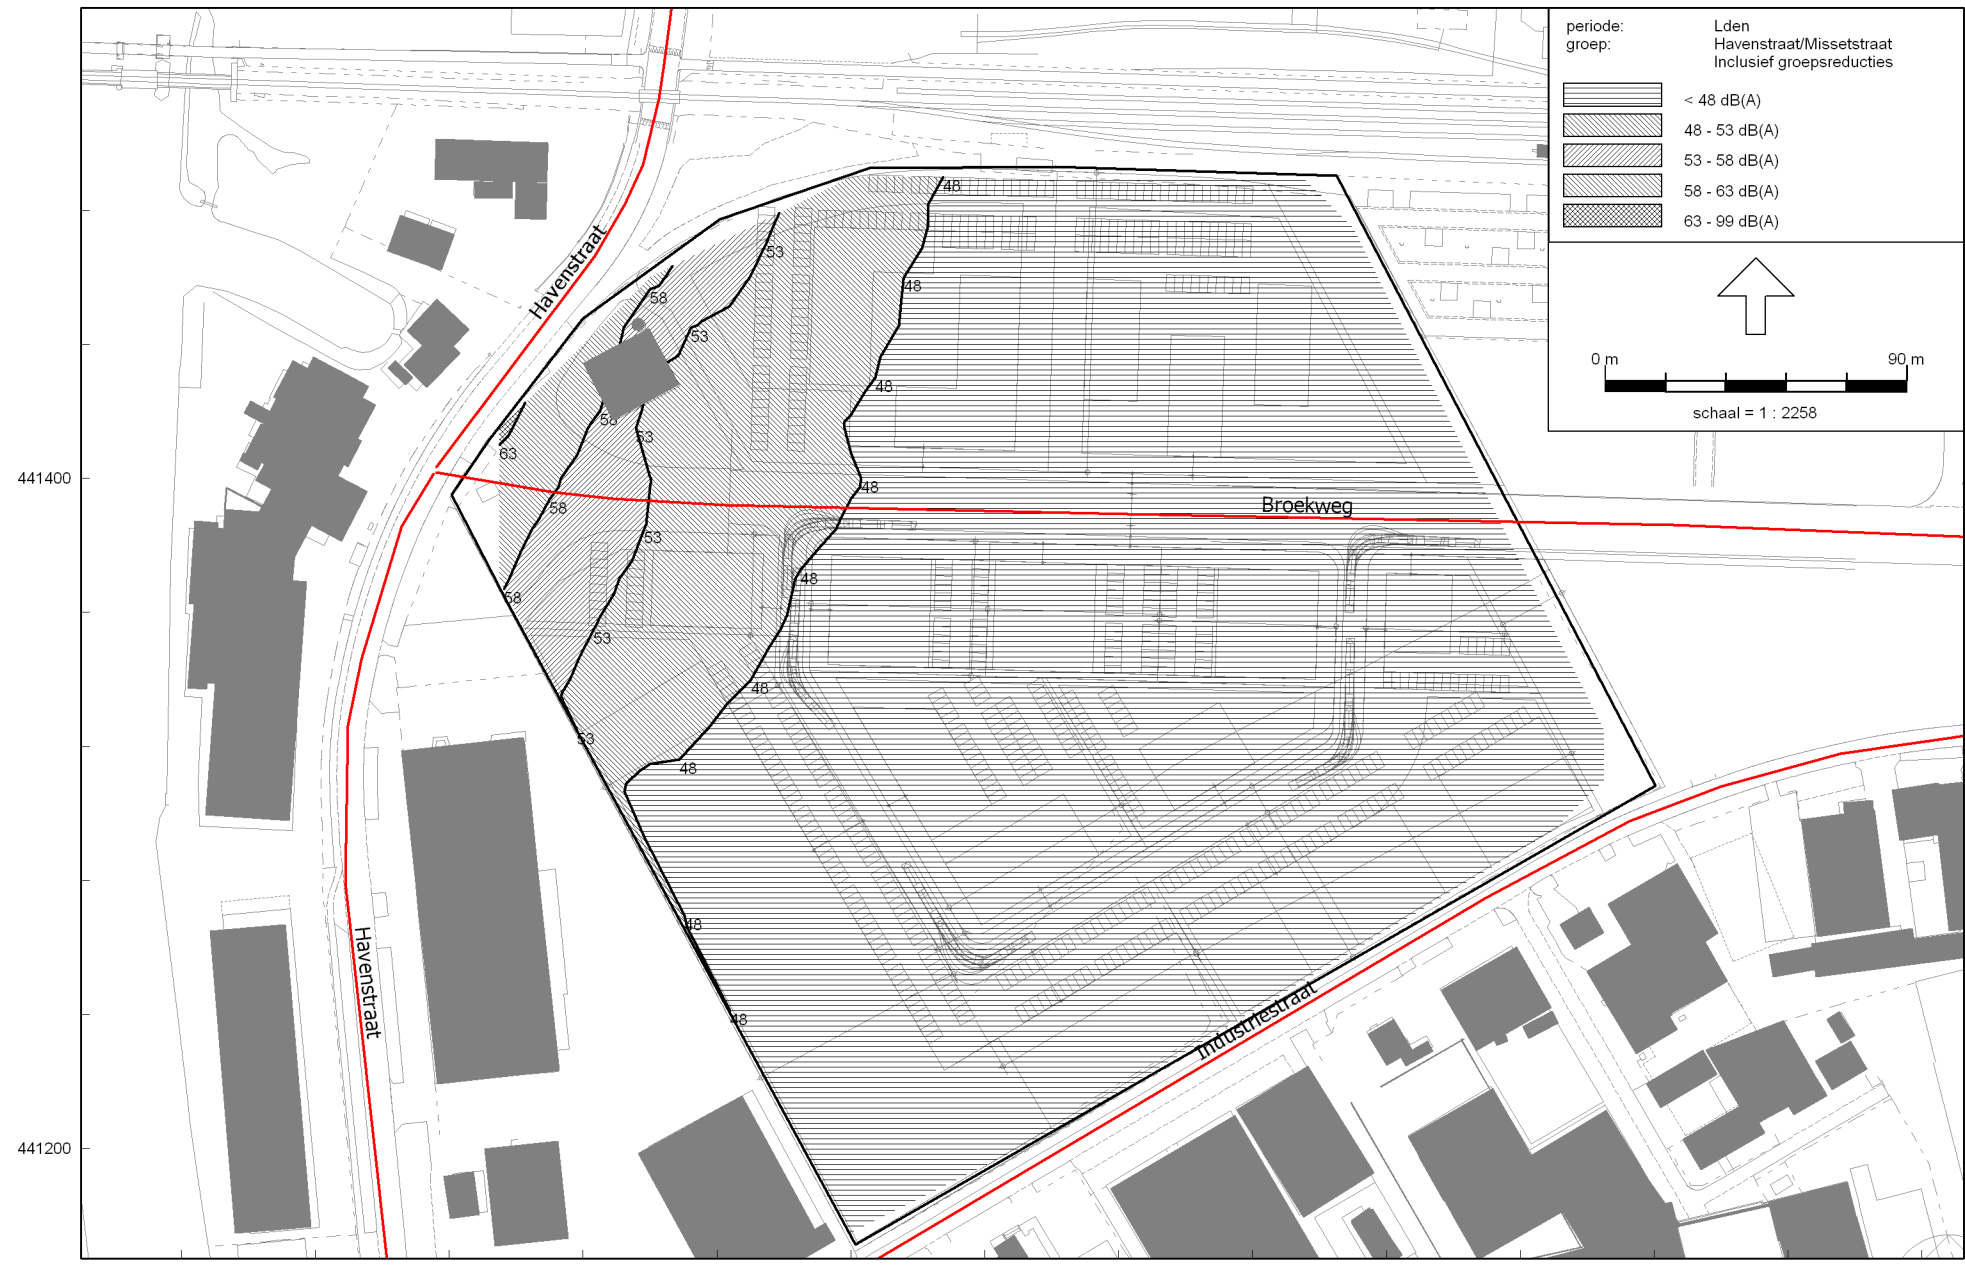 periode: Lden
groep: Havenstraat/Missetstraat
Inclusief groepsreducties
< 48 dB(A)
48 - 53 dB(A)
53 - 58 dB(A)
58 - 63 dB(A)
63 - 99 dB(A)
0 m 90 m
schaal = 1 : 2258
48
Havenstraat
53
48
58
53
48
58
53
63
441400
48
Broekweg
58
53
48
58
53
48
53
48
48
Havenstraat
48
Industriestraat
441200